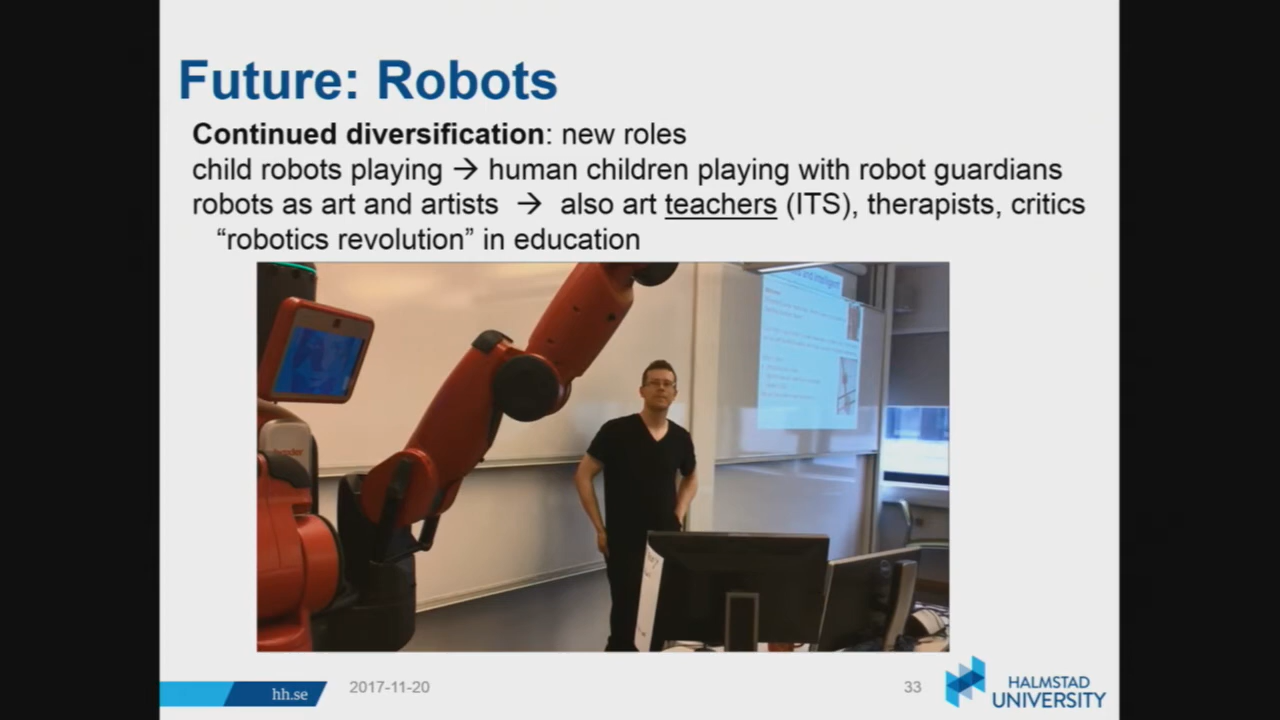 Future: Robots
Continued diversification: new roles
child robots playing → human children playing with robot guardians
robots as art and artists → also art teachers (ITS), therapists, critics
“robotics revolution” in education
hh.se
2017-11-20
33
HALMSTAD
UNIVERSITY